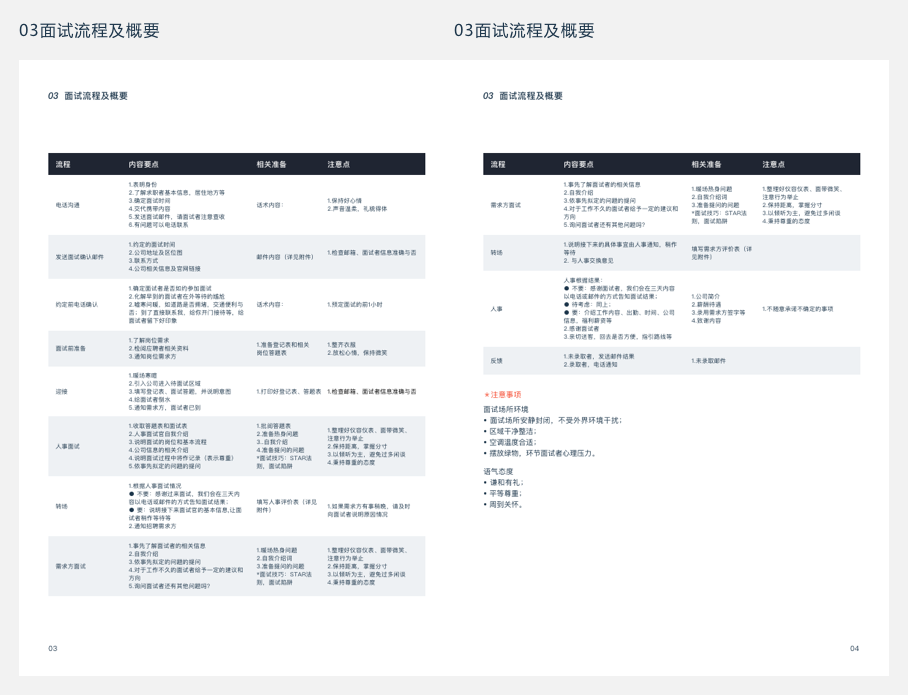 03面试流程及概要
03 面试流程及概要
流程 内容要点 相关准备 注意点
电话沟通
1.表明身份
2.了解求职者基本信息，居住地方等
3.确定面试时间
4.交代携带内容
5.发送面试邮件，请面试者注意查收
6.有问题可以电话联系
话术内容：
1.保持好心情
2.声音温柔、礼貌得体
发送面试确认邮件
1.约定的面试时间
2.公司地址及区位图
3.联系方式
4.公司相关信息及官网链接
邮件内容（详见附件）
1.检查邮箱、面试者信息准确与否
约定前电话确认
1.确定面试者是否如约参加面试
2.化解早到的面试者在外等待的尴尬
2.嘘寒问暖，如道路是否拥堵，交通便利与
否；到了直接联系我，给你开门接待等，给
面试者留下好印象
话术内容：
1.预定面试的前1小时
面试前准备
1.了解岗位需求
2.检阅应聘者相关资料
3.通知岗位需求方
1.准备登记表和相关
岗位答题表
1.整齐衣服
2.放松心情，保持微笑
迎接
1.暖场寒暄
2.引入公司进入待面试区域
3.填写登记表、面试答题，并说明意图
4.给面试者倒水
5.通知需求方，面试者已到
1.打印好登记表、答题表
1.检查邮箱、面试者信息准确与否
人事面试
1.收取答题表和面试表
2.人事面试官自我介绍
3.说明面试的岗位和基本流程
4.公司信息的相关介绍
4.说明面试过程中将作记录（表示尊重）
5.依事先拟定的问题的提问
1.批阅答题表
2.准备热身问题
3..自我介绍
4.准备提问的问题
*面试技巧：STAR法
则，面试陷阱
1.整理好仪容仪表，面带微笑，
注意行为举止
2.保持距离，掌握分寸
3.以倾听为主，避免过多闲谈
4.秉持尊重的态度
转场
1.根据人事面试情况
● 不要：感谢过来面试，我们会在三天内
容以电话或邮件的方式告知面试结果；
● 要：说明接下来面试官的基本信息,让面
试者稍作等待等
2.通知招聘需求方
填写人事评价表（详见
附件）
1.如果需求方有事稍晚，请及时
向面试者说明原因情况
需求方面试
1.事先了解面试者的相关信息
2.自我介绍
3.依事先拟定的问题的提问
4.对于工作不久的面试者给予一定的建议和
方向
5.询问面试者还有其他问题吗？
1.暖场热身问题
2.自我介绍词
3.准备提问的问题
*面试技巧：STAR法
则，面试陷阱
1.整理好仪容仪表，面带微笑，
注意行为举止
2.保持距离，掌握分寸
3.以倾听为主，避免过多闲谈
4.秉持尊重的态度
03
03面试流程及概要
03 面试流程及概要
流程 内容要点 相关准备 注意点
需求方面试
1.事先了解面试者的相关信息
2.自我介绍
3.依事先拟定的问题的提问
4.对于工作不久的面试者给予一定的建议和
方向
5.询问面试者还有其他问题吗？
1.暖场热身问题
2.自我介绍词
3.准备提问的问题
*面试技巧：STAR法
则，面试陷阱
1.整理好仪容仪表，面带微笑，
注意行为举止
2.保持距离，掌握分寸
3.以倾听为主，避免过多闲谈
4.秉持尊重的态度
转场
1.说明接下来的具体事宜由人事通知，稍作
等待
2. 与人事交换意见
填写需求方评价表（详
见附件）
人事
人事根据结果：
● 不要：感谢面试者，我们会在三天内容
以电话或邮件的方式告知面试结果；
● 待考虑：同上；
● 要：介绍工作内容，出勤，时间，公司
信息，福利薪资等
2.感谢面试者
3.亲切送客，回去是否方便，指引路线等
1.公司简介
2.薪酬待遇
3.录用需求方签字等
4.致谢内容
1.不随意承诺不确定的事项
反馈
1.未录取者，发送邮件结果
2.录取者，电话通知
1.未录取邮件
＊注意事项
面试场所环境
• 面试场所安静封闭，不受外界环境干扰；
• 区域干净整洁；
• 空调温度合适；
• 摆放绿物，环节面试者心理压力。
语气态度
• 谦和有礼；
• 平等尊重；
• 周到关怀。
04